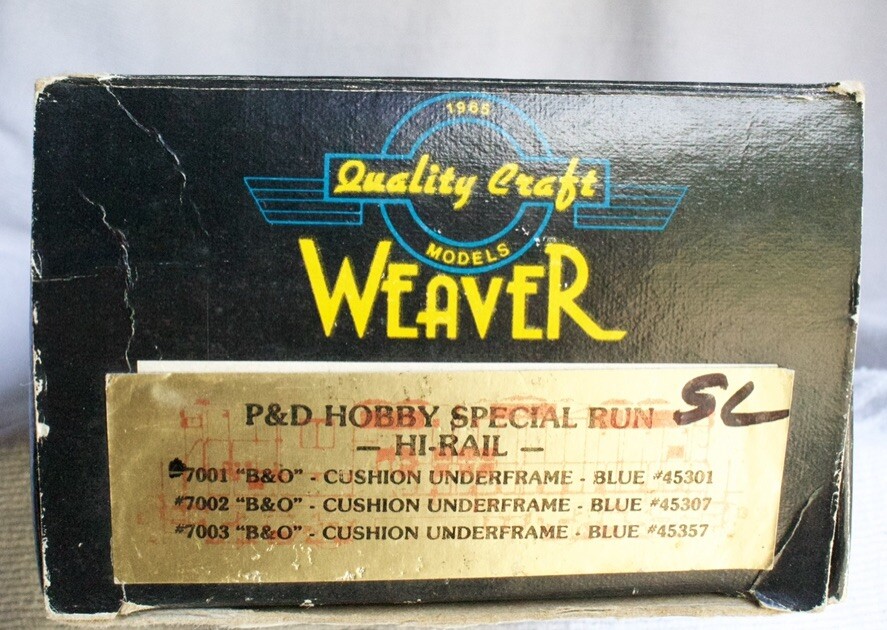 1965
Quality Craft
MODELS
WEAVER
P&D HOBBY SPECIAL RUN SL
— HI-RAIL —
7001 "B&O" - CUSHION UNDERFRAME - BLUE #45301
#7002 "B&O" - CUSHION UNDERFRAME - BLUE #45307
#7003 "B&O" - CUSHION UNDERFRAME - BLUE #45357